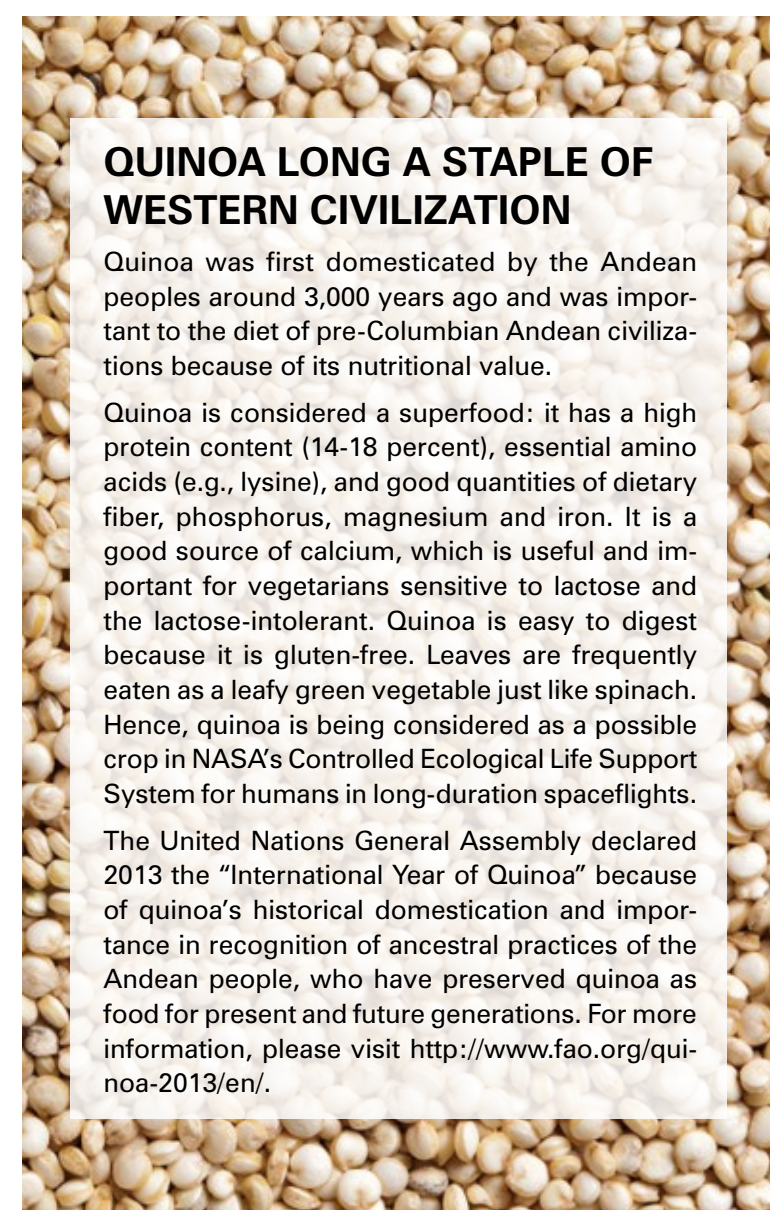 QUINOA LONG A STAPLE OF
WESTERN CIVILIZATION
Quinoa was first domesticated by the Andean
peoples around 3,000 years ago and was impor-
tant to the diet of pre-Columbian Andean civiliza-
tions because of its nutritional value.
Quinoa is considered a superfood: it has a high
protein content (14-18 percent), essential amino
acids (e.g., lysine), and good quantities of dietary
fiber, phosphorus, magnesium and iron. It is a
good source of calcium, which is useful and im-
portant for vegetarians sensitive to lactose and
the lactose-intolerant. Quinoa is easy to digest
because it is gluten-free. Leaves are frequently
eaten as a leafy green vegetable just like spinach.
Hence, quinoa is being considered as a possible
crop in NASA's Controlled Ecological Life Support
System for humans in long-duration spaceflights.
The United Nations General Assembly declared
2013 the “International Year of Quinoa” because
of quinoa's historical domestication and impor-
tance in recognition of ancestral practices of the
Andean people, who have preserved quinoa as
food for present and future generations. For more
information, please visit http://www.fao.org/qui-
noa-2013/en/.